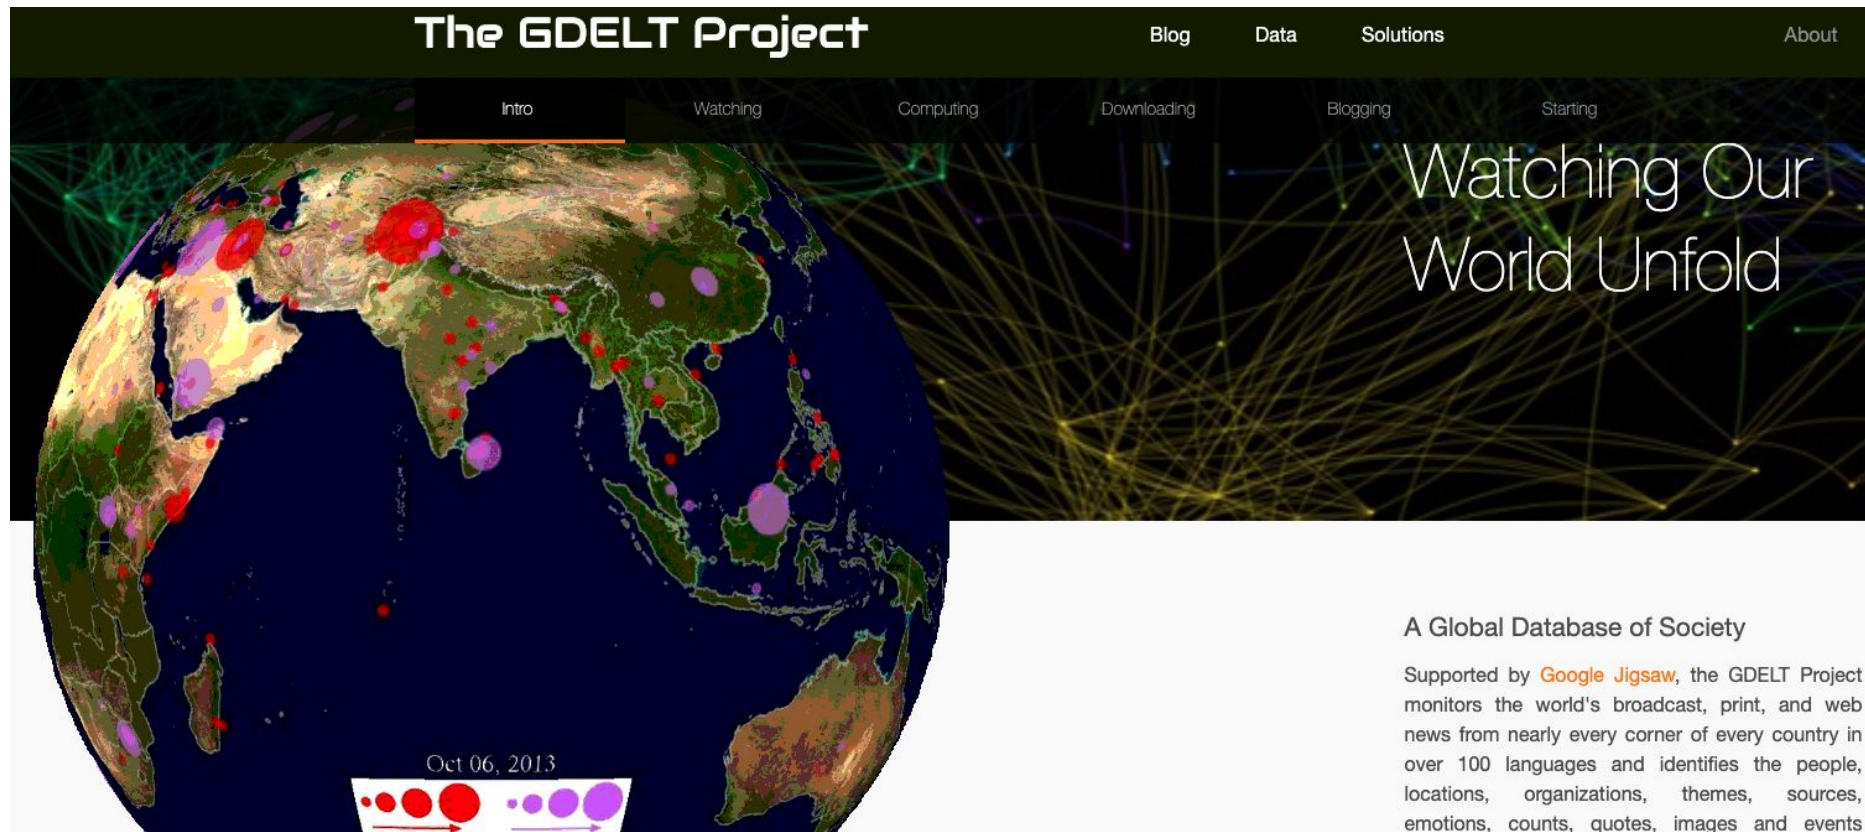 The GDELT Project
Blog Data Solutions About
Intro Watching Computing Downloading Blogging Starting
Watching Our
World Unfold
Oct 06, 2013
A Global Database of Society
Supported by Google Jigsaw, the GDELT Project
monitors the world's broadcast, print, and web
news from nearly every corner of every country in
over 100 languages and identifies the people,
locations, organizations, themes, sources,
emotions, counts, quotes, images and events